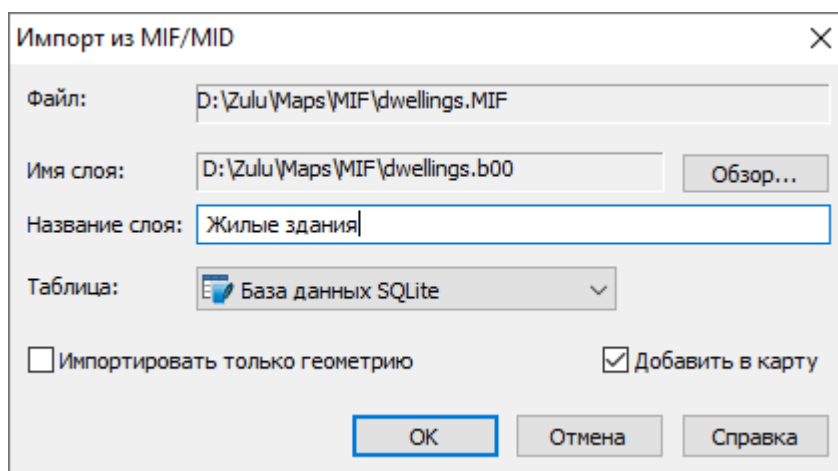 Импорт из MIF/MID
Файл: D:\Zulu\Maps\MIF\dwellings.MIF
Имя слоя: D:\Zulu\Maps\MIF\dwellings.b00 Обзор...
Название слоя: Жилые здания
Таблица: База данных SQLite
Импортировать только геометрию Добавить в карту
OK Отмена Справка